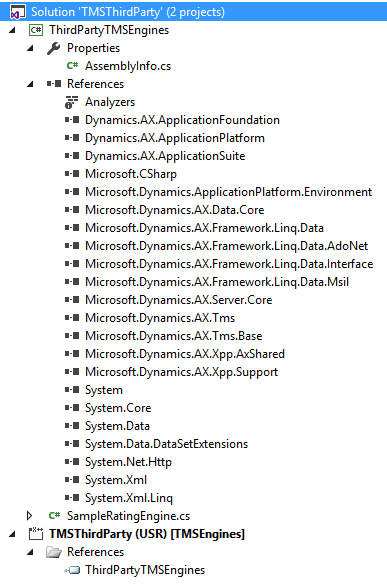 Solution 'TMSThirdParty' (2 projects)
ThirdPartyTMSEngines
Properties
AssemblyInfo.cs
References
Analyzers
Dynamics.AX.ApplicationFoundation
Dynamics.AX.ApplicationPlatform
Dynamics.AX.ApplicationSuite
Microsoft.CSharp
Microsoft.Dynamics.ApplicationPlatform.Environment
Microsoft.Dynamics.AX.Data.Core
Microsoft.Dynamics.AX.Framework.Linq.Data
Microsoft.Dynamics.AX.Framework.Linq.Data.AdoNet
Microsoft.Dynamics.AX.Framework.Linq.Data.Interface
Microsoft.Dynamics.AX.Framework.Linq.Data.Msil
Microsoft.Dynamics.AX.Server.Core
Microsoft.Dynamics.AX.Tms
Microsoft.Dynamics.AX.Tms.Base
Microsoft.Dynamics.AX.Xpp.AxShared
Microsoft.Dynamics.AX.Xpp.Support
System
System.Core
System.Data
System.Data.DataSetExtensions
System.Net.Http
System.Xml
System.Xml.Linq
C# SampleRatingEngine.cs
TMSThirdParty (USR) [TMSEngines]
References
ThirdPartyTMSEngines